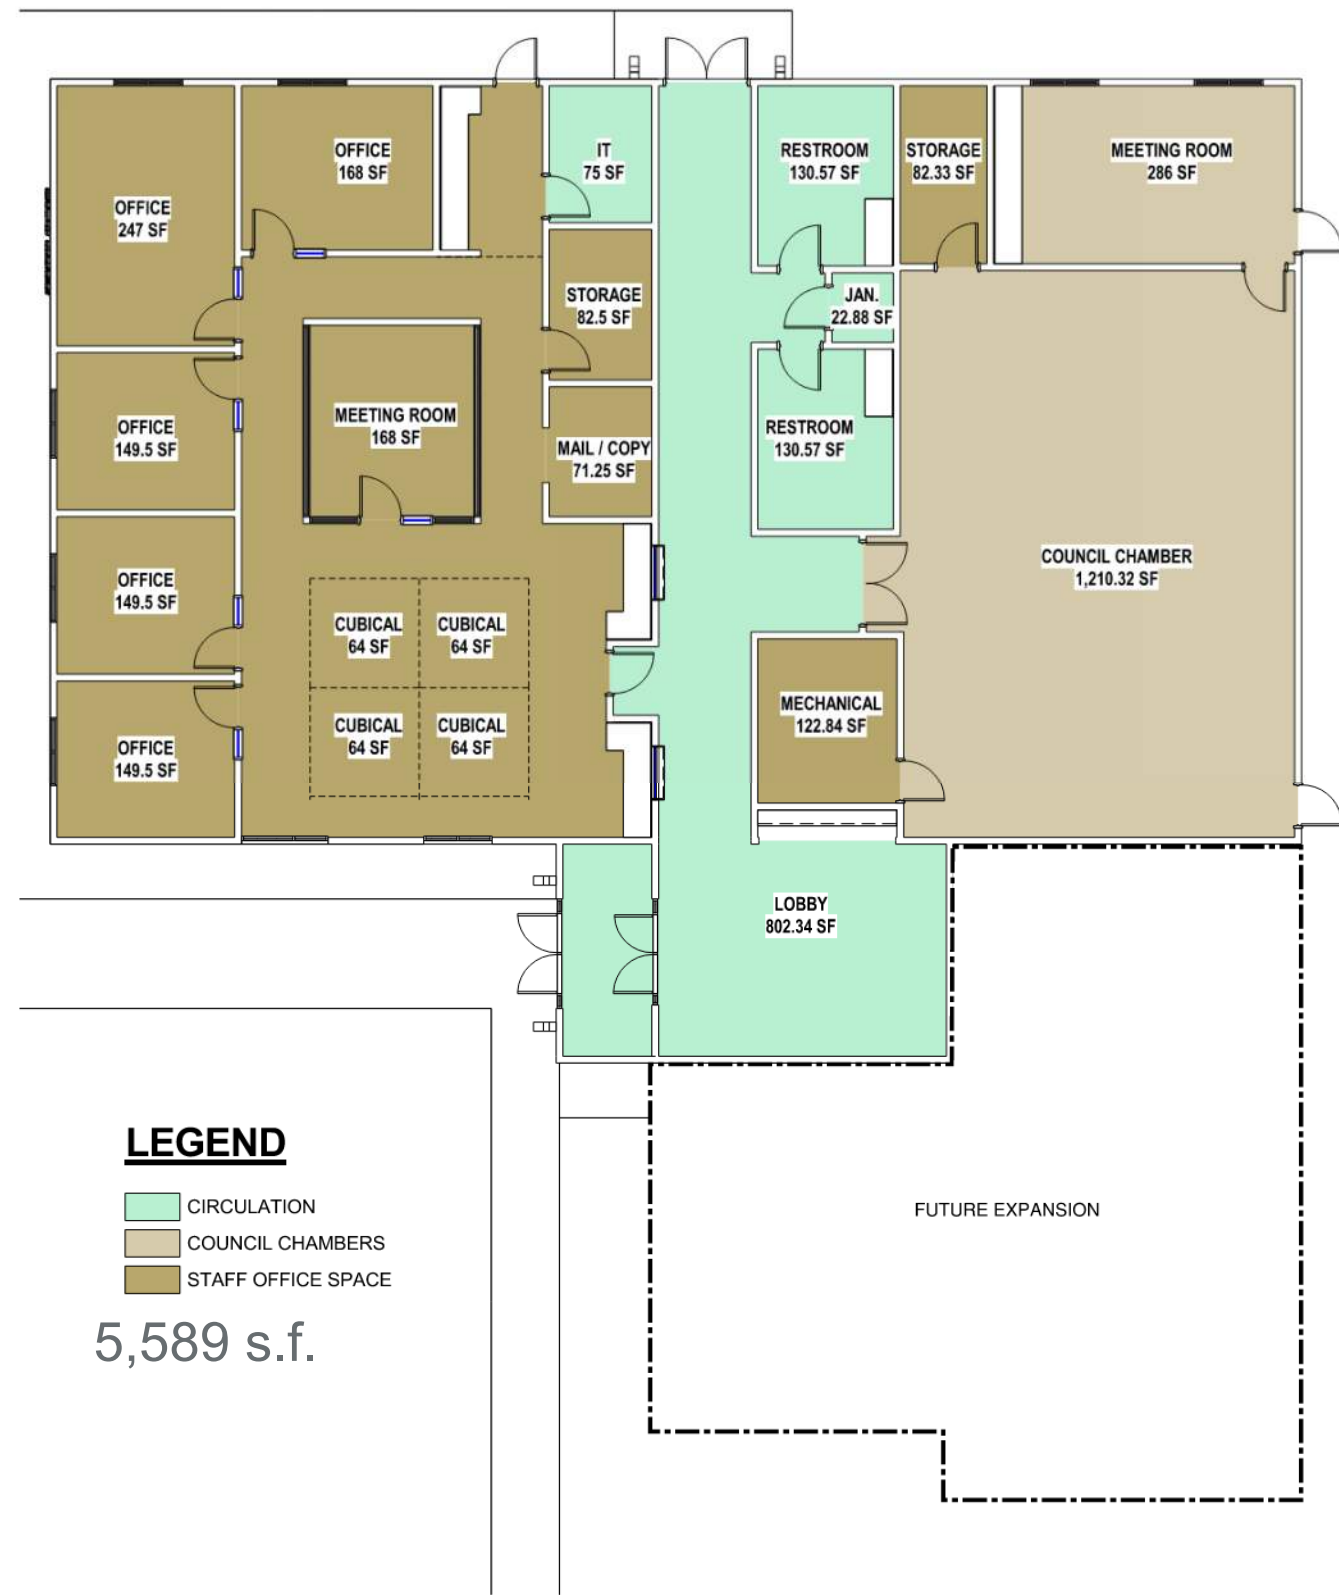 OFFICE
168 SF
IT
75 SF
RESTROOM
130.57 SF
STORAGE
82.33 SF
MEETING ROOM
286 SF
OFFICE
247 SF
STORAGE
82.5 SF
JAN.
22.88 SF
MEETING ROOM
168 SF
OFFICE
149.5 SF
MAIL / COPY
71.25 SF
RESTROOM
130.57 SF
COUNCIL CHAMBER
1,210.32 SF
OFFICE
149.5 SF
CUBICAL
64 SF
CUBICAL
64 SF
MECHANICAL
122.84 SF
CUBICAL
64 SF
CUBICAL
64 SF
OFFICE
149.5 SF
LOBBY
802.34 SF
LEGEND
CIRCULATION
COUNCIL CHAMBERS
STAFF OFFICE SPACE
5,589 s.f.
FUTURE EXPANSION